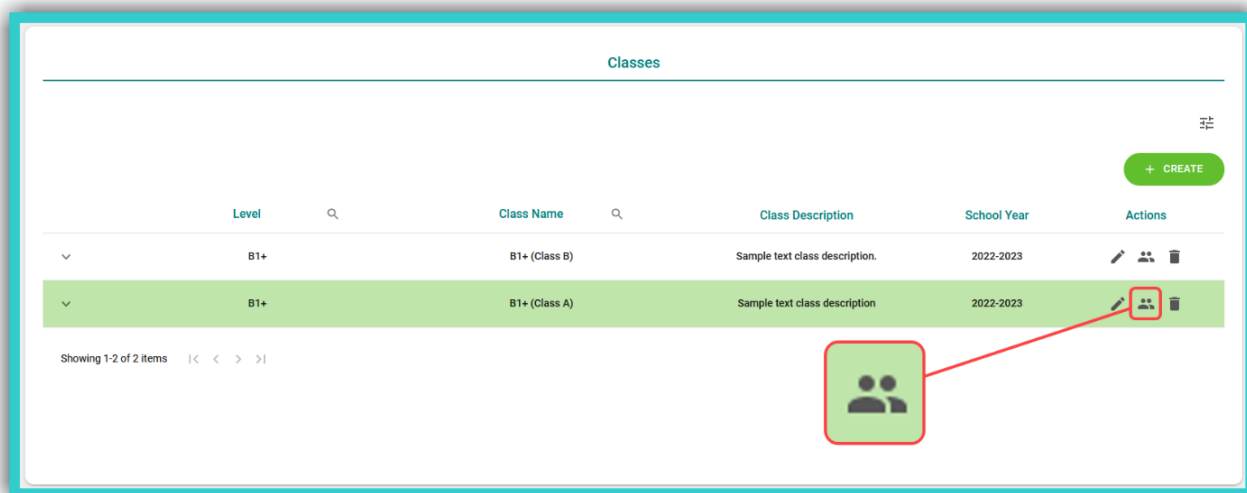 Classes
+ CREATE
Level Class Name Class Description School Year Actions
B1+ B1+ (Class B) Sample text class description. 2022-2023
B1+ B1+ (Class A) Sample text class description 2022-2023
Showing 1-2 of 2 items